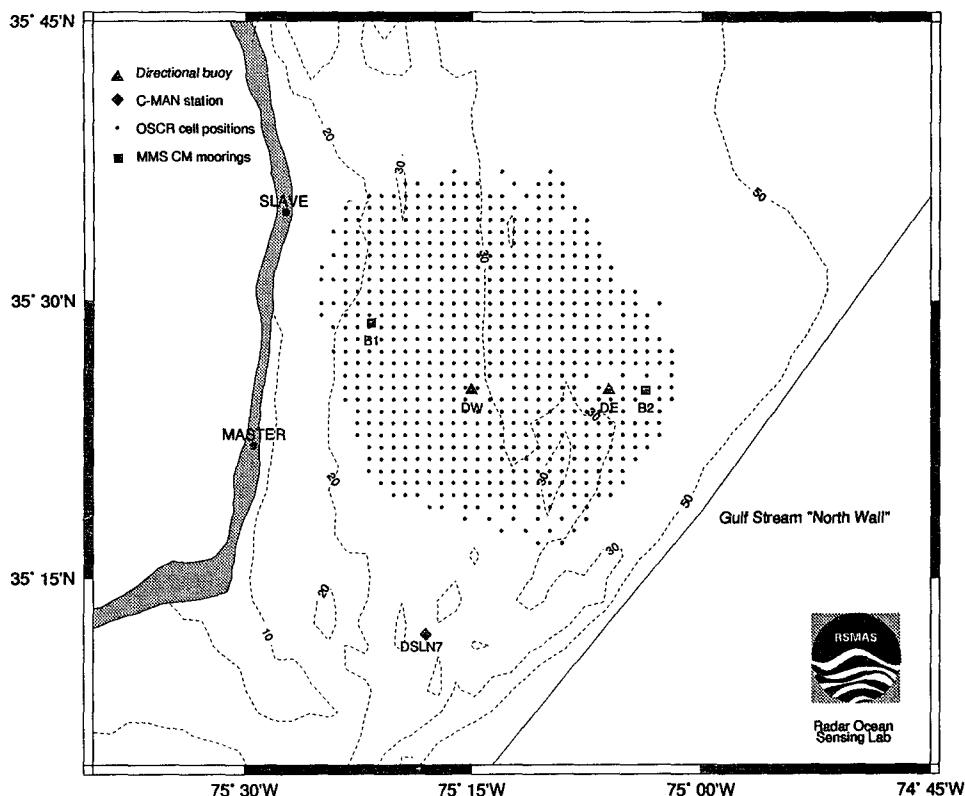 35° 45'N
Directional buoy
C-MAN station
OSCR cell positions
MMS CM moorings
20
30
50
SLAVE
30
35° 30'N
B1
DW
DE
B2
30
MASTER
20
30
50
Gulf Stream "North Wall"
30
35° 15'N
20
10
DSLN7
RSMAS
Radar Ocean
Sensing Lab
75° 30'W
75° 15'W
75° 00'W
74° 45'W